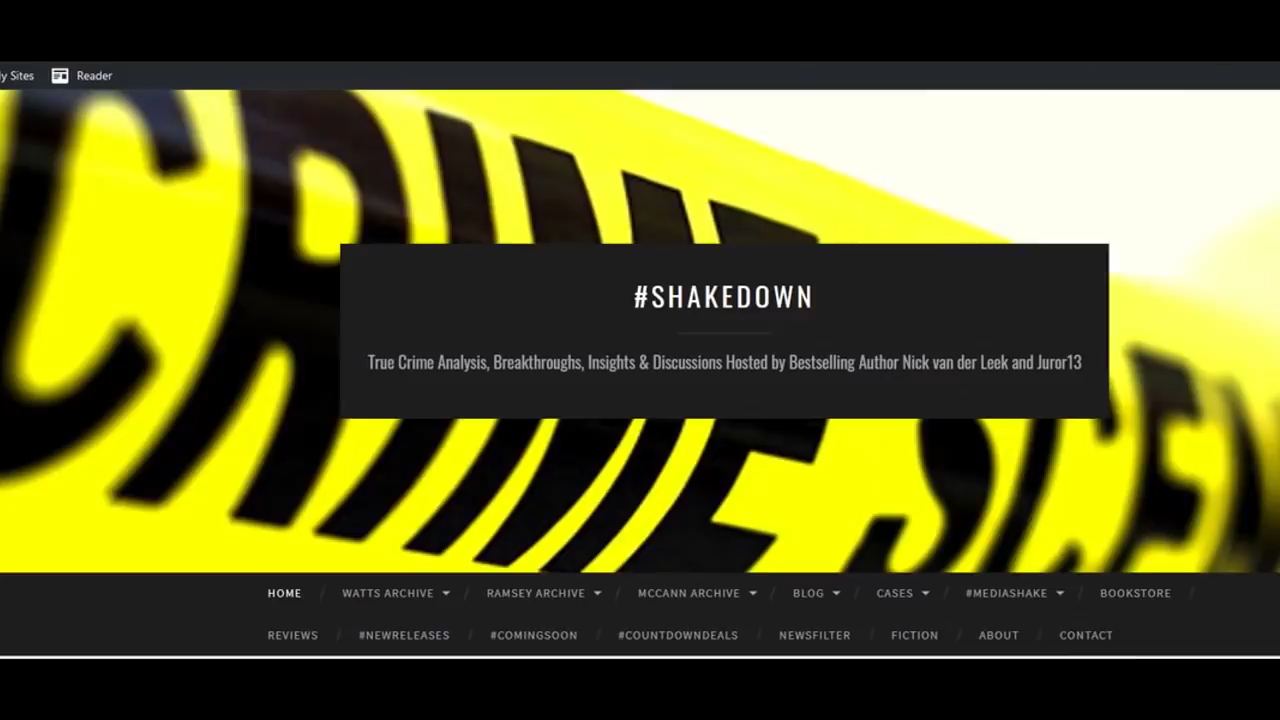 y Sites Reader
CRIME SCEN
#SHAKEDOWN
True Crime Analysis, Breakthroughs, Insights & Discussions Hosted by Bestselling Author Nick van der Leek and Juror13
HOME / WATTS ARCHIVE / RAMSEY ARCHIVE / MCCANN ARCHIVE / BLOG / CASES / #MEDIASHAKE / BOOKSTORE /
REVIEWS / #NEWRELEASES / #COMINGSOON / #COUNTDOWNDEALS / NEWSFILTER / FICTION / ABOUT / CONTACT